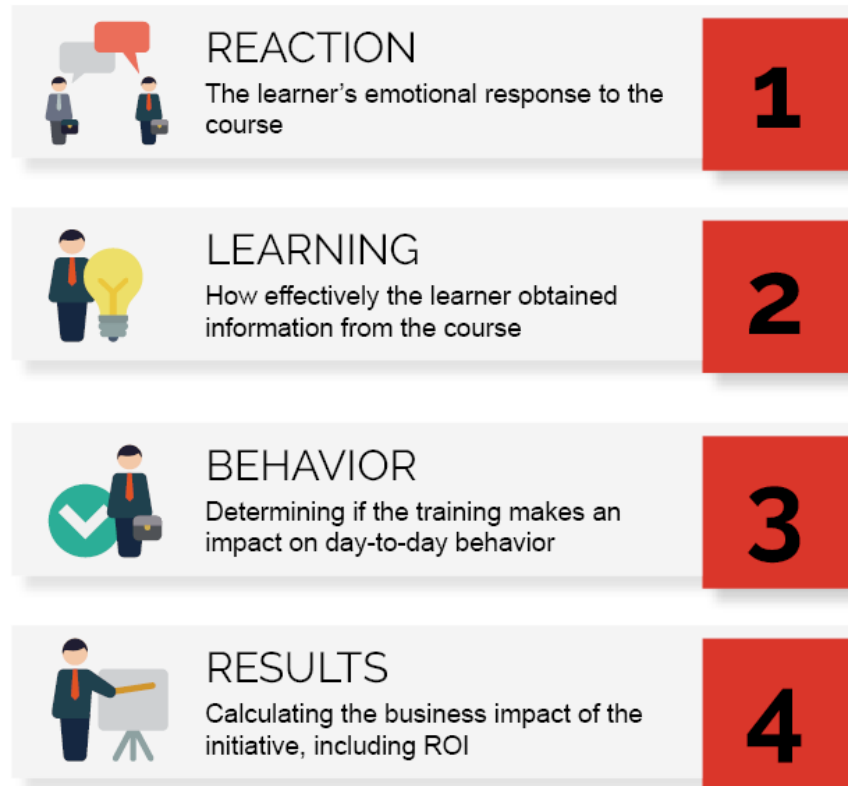 REACTION
The learner’s emotional response to the
course
1
LEARNING
How effectively the learner obtained
information from the course
2
BEHAVIOR
Determining if the training makes an
impact on day-to-day behavior
3
RESULTS
Calculating the business impact of the
initiative, including ROI
4